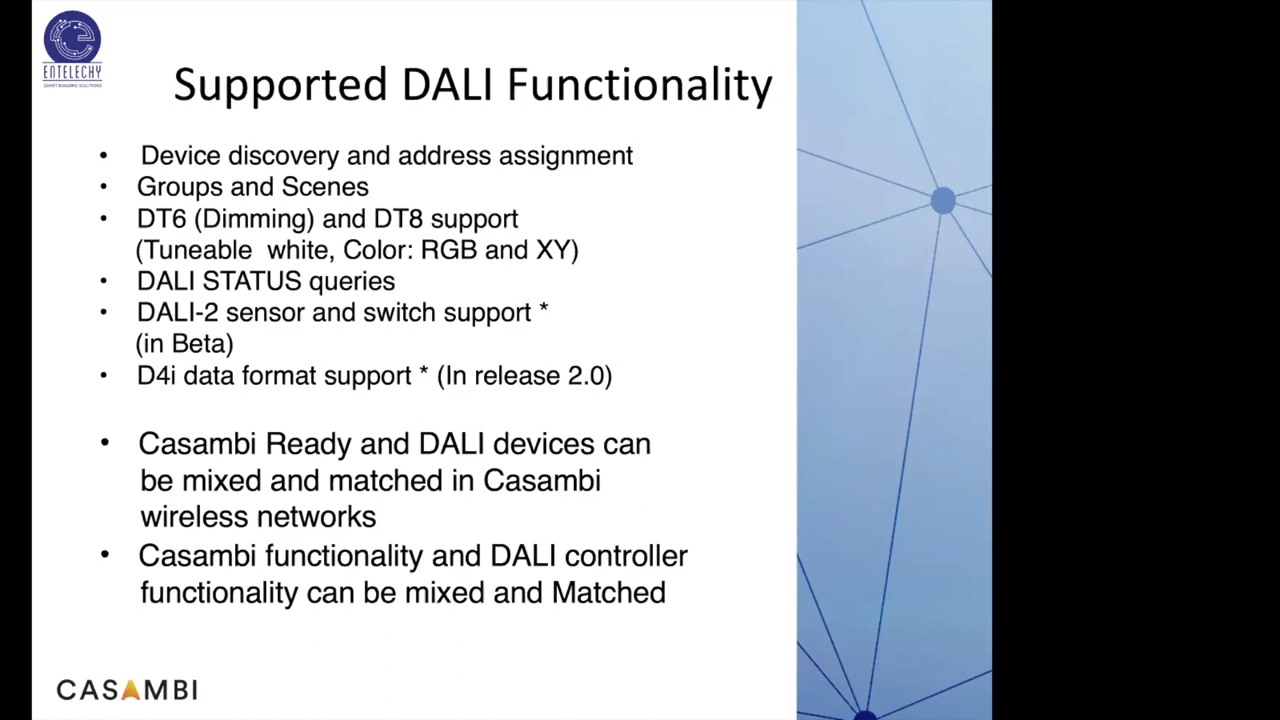 ENTELECHY
SMART BUILDING SOLUTIONS
Supported DALI Functionality
• Device discovery and address assignment
• Groups and Scenes
• DT6 (Dimming) and DT8 support
(Tuneable white, Color: RGB and XY)
• DALI STATUS queries
• DALI-2 sensor and switch support *
(in Beta)
• D4i data format support * (In release 2.0)
• Casambi Ready and DALI devices can
be mixed and matched in Casambi
wireless networks
• Casambi functionality and DALI controller
functionality can be mixed and Matched
CASAMBI